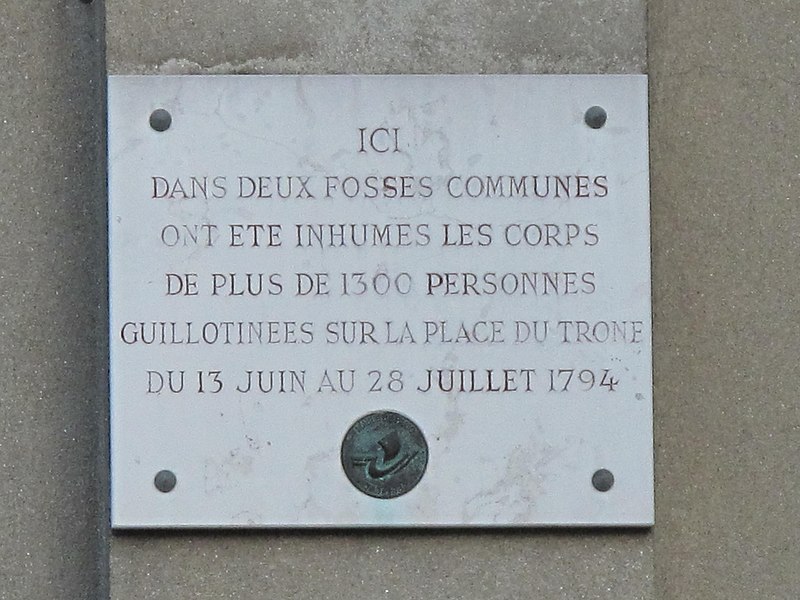 ICI
DANS DEUX FOSSES COMMUNES
ONT ETE INHUMES LES CORPS
DE PLUS DE 1300 PERSONNES
GUILLOTINEES SUR LA PLACE DU TRONE
DU 13 JUIN AU 28 JUILLET 1794